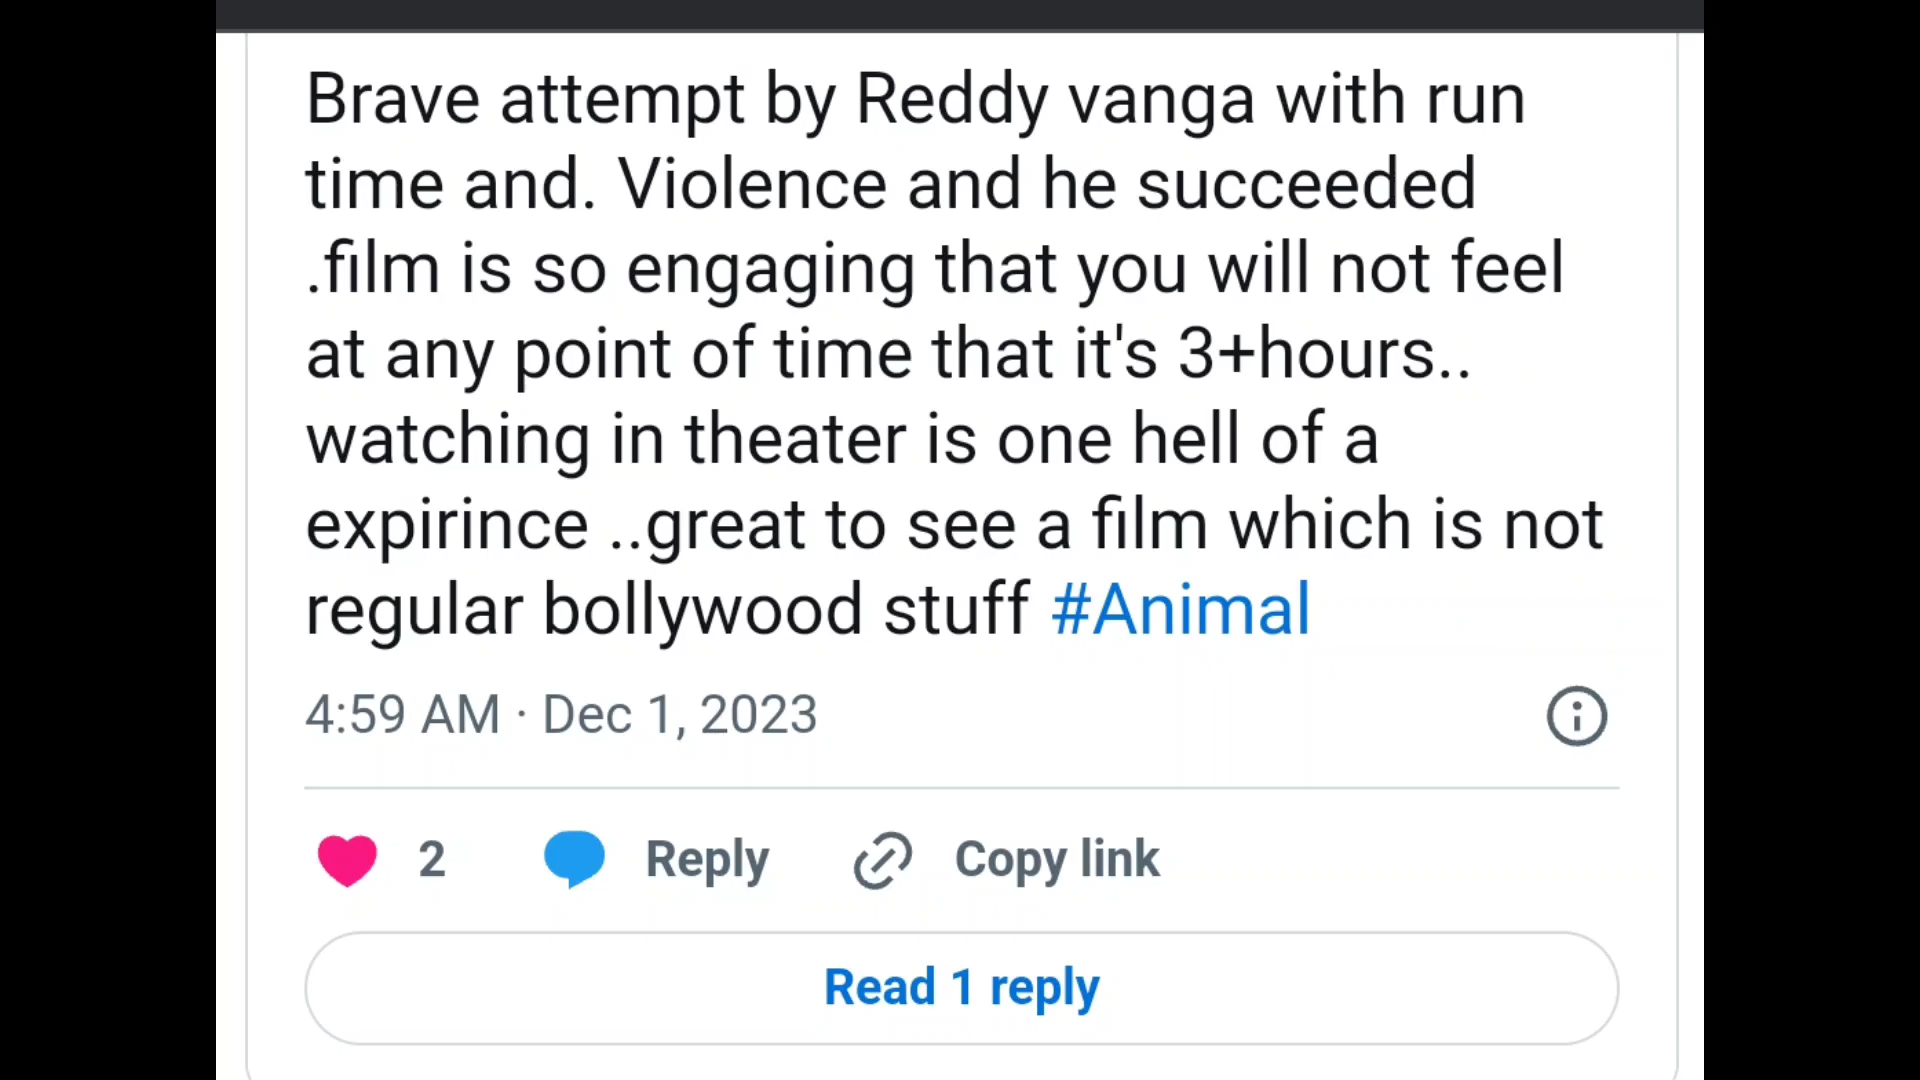 Brave attempt by Reddy vanga with run
time and. Violence and he succeeded
.film is so engaging that you will not feel
at any point of time that it's 3+hours..
watching in theater is one hell of a
expirince ..great to see a film which is not
regular bollywood stuff #Animal
4:59 AM · Dec 1, 2023
2 Reply Copy link
Read 1 reply